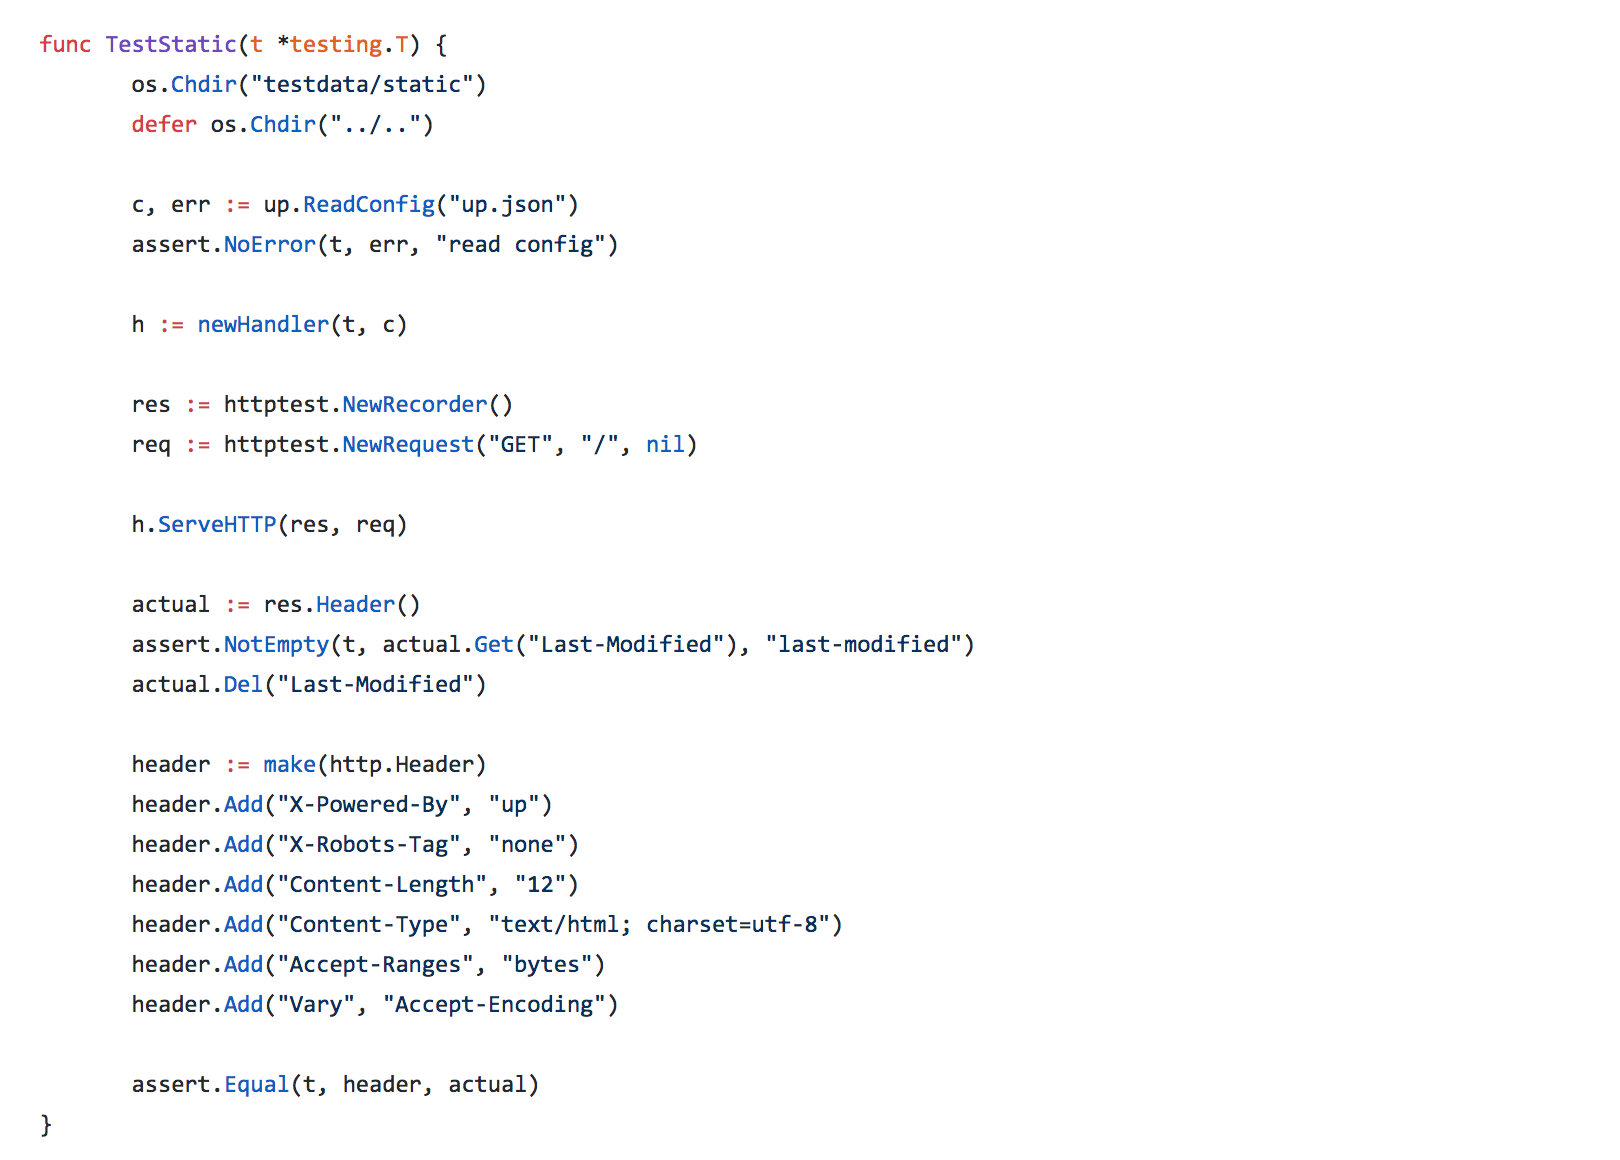 func TestStatic(t *testing.T) {
os.Chdir("testdata/static")
defer os.Chdir("../..")
c, err := up.ReadConfig("up.json")
assert.NoError(t, err, "read config")
h := newHandler(t, c)
res := httptest.NewRecorder()
req := httptest.NewRequest("GET", "/", nil)
h.ServeHTTP(res, req)
actual := res.Header()
assert.NotEmpty(t, actual.Get("Last-Modified"), "last-modified")
actual.Del("Last-Modified")
header := make(http.Header)
header.Add("X-Powered-By", "up")
header.Add("X-Robots-Tag", "none")
header.Add("Content-Length", "12")
header.Add("Content-Type", "text/html; charset=utf-8")
header.Add("Accept-Ranges", "bytes")
header.Add("Vary", "Accept-Encoding")
assert.Equal(t, header, actual)
}